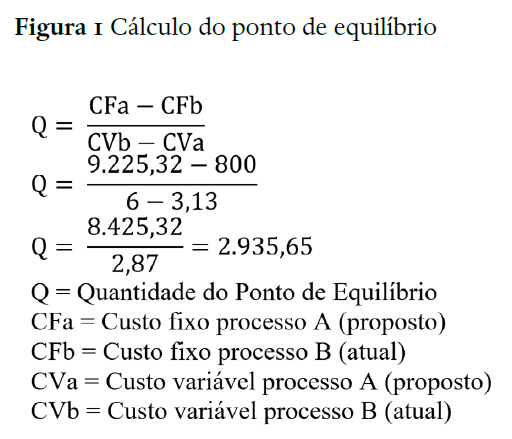 Figura 1 Cálculo do ponto de equilíbrio
Q = (CFa − CFb) / (CVb − CVa)
Q = (9.225,32 − 800) / (6 − 3,13)
Q = 8.425,32 / 2,87 = 2.935,65
Q = Quantidade do Ponto de Equilíbrio
CFa = Custo fixo processo A (proposto)
CFb = Custo fixo processo B (atual)
CVa = Custo variável processo A (proposto)
CVb = Custo variável processo B (atual)